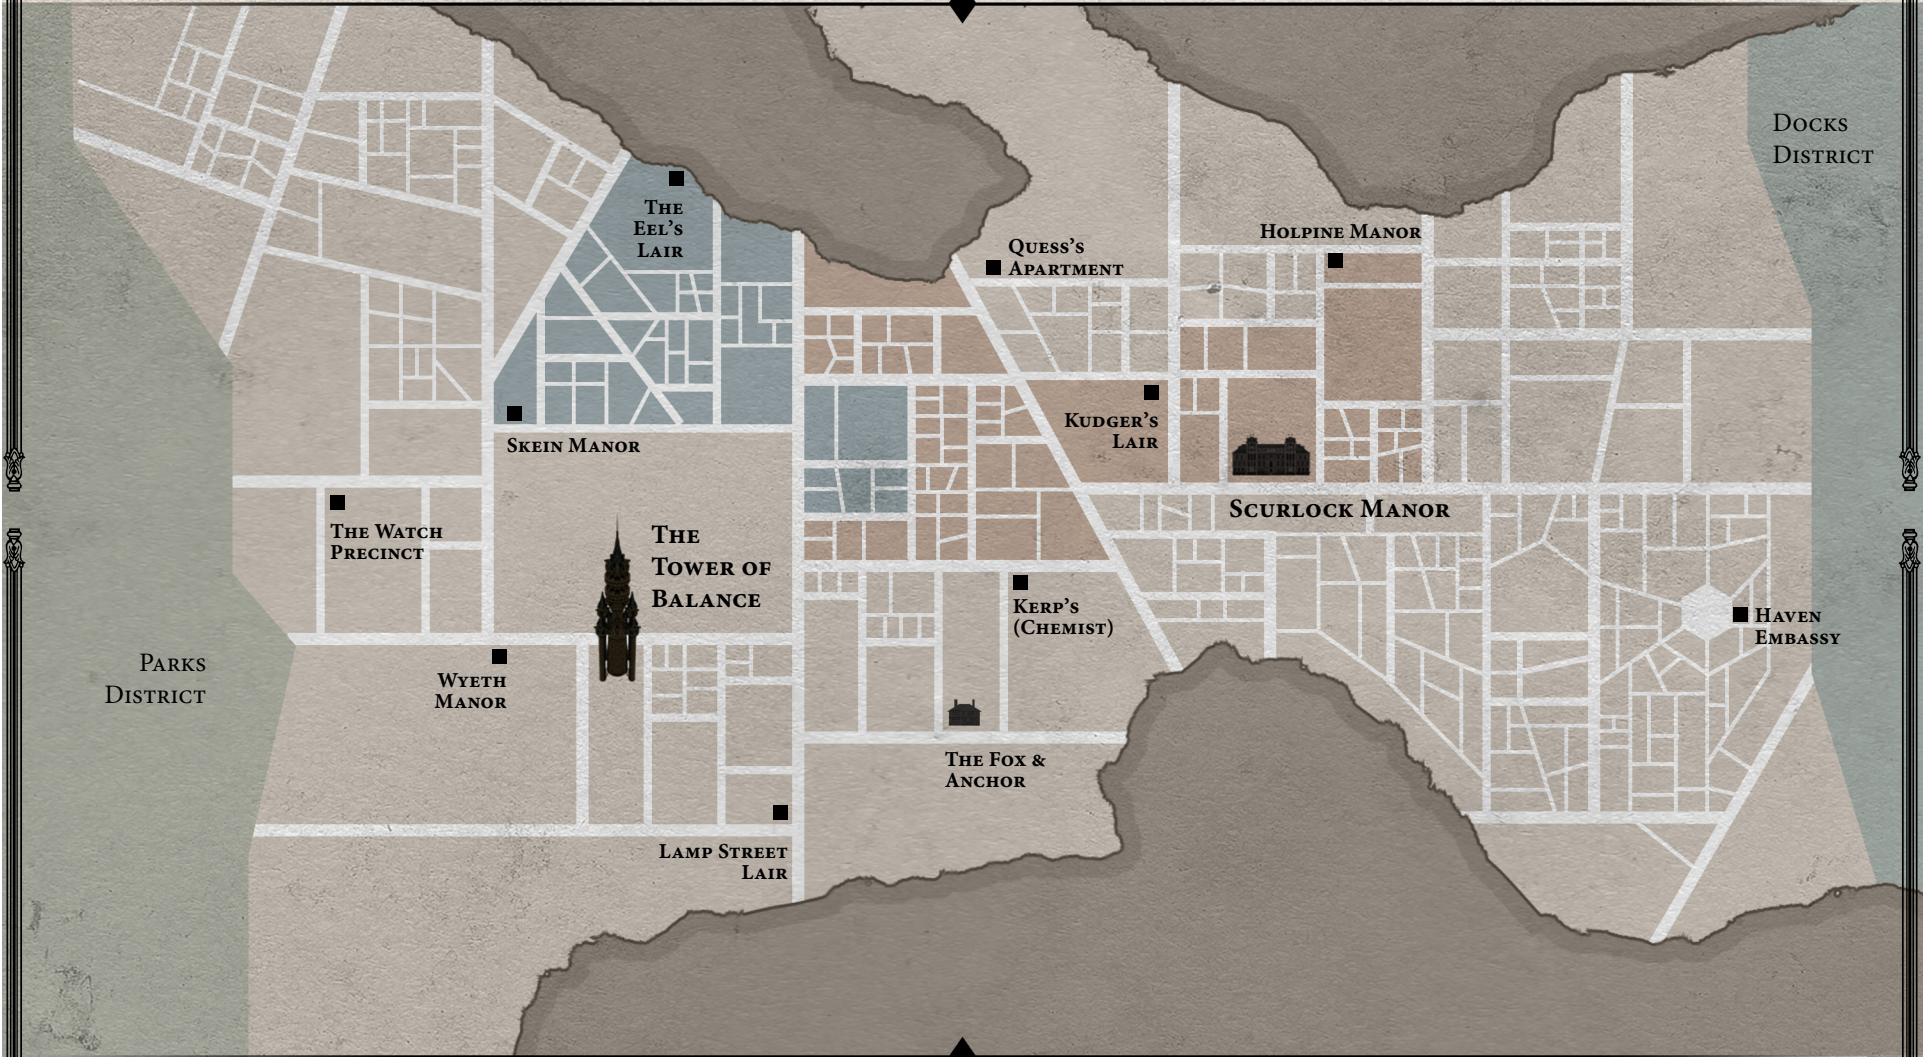 Docks
District
The
Eel's
Lair
Holpine Manor
Quess's
Apartment
Kudger's
Lair
Skein Manor
Scurlock Manor
The Watch
Precinct
The
Tower of
Balance
Kerp's
(Chemist)
Haven
Embassy
Parks
District
Wyeth
Manor
The Fox &
Anchor
Lamp Street
Lair